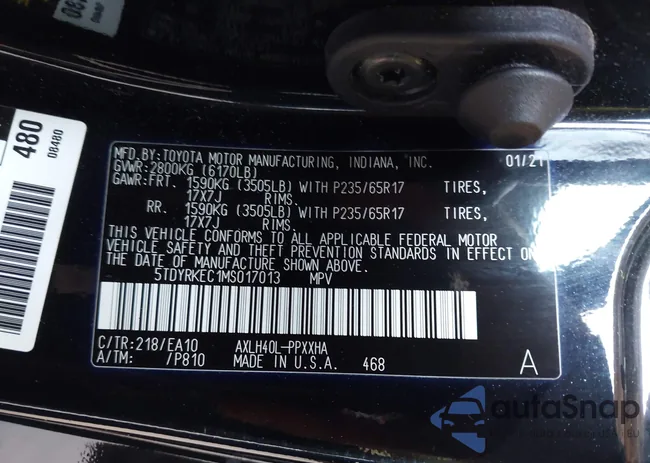 480
08480
MFD.BY:TOYOTA MOTOR MANUFACTURING, INDIANA, INC. 01/21
GVWR:2800KG (6170LB)
GAWR:FRT. 1590KG (3505LB) WITH P235/65R17 TIRES,
17X7J RIMS.
RR. 1590KG (3505LB) WITH P235/65R17 TIRES,
17X7J RIMS.
THIS VEHICLE CONFORMS TO ALL APPLICABLE FEDERAL MOTOR
VEHICLE SAFETY AND THEFT PREVENTION STANDARDS IN EFFECT ON
THE DATE OF MANUFACTURE SHOWN ABOVE.
5TDYRKEC1MS017013 MPV
C/TR:218/EA10 AXLH40L-PPXXHA
A/TM: /P810 MADE IN U.S.A. 468 A
autoSnap